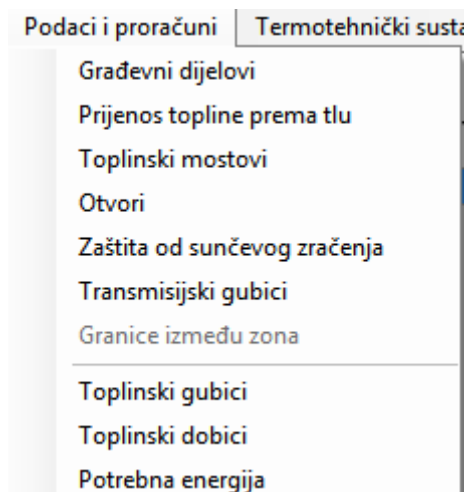 Podaci i proračuni Termotehnički
Građevni dijelovi
Prijenos topline prema tlu
Toplinski mostovi
Otvori
Zaštita od sunčevog zračenja
Transmisijski gubici
Granice između zona
Toplinski gubici
Toplinski dobici
Potrebna energija